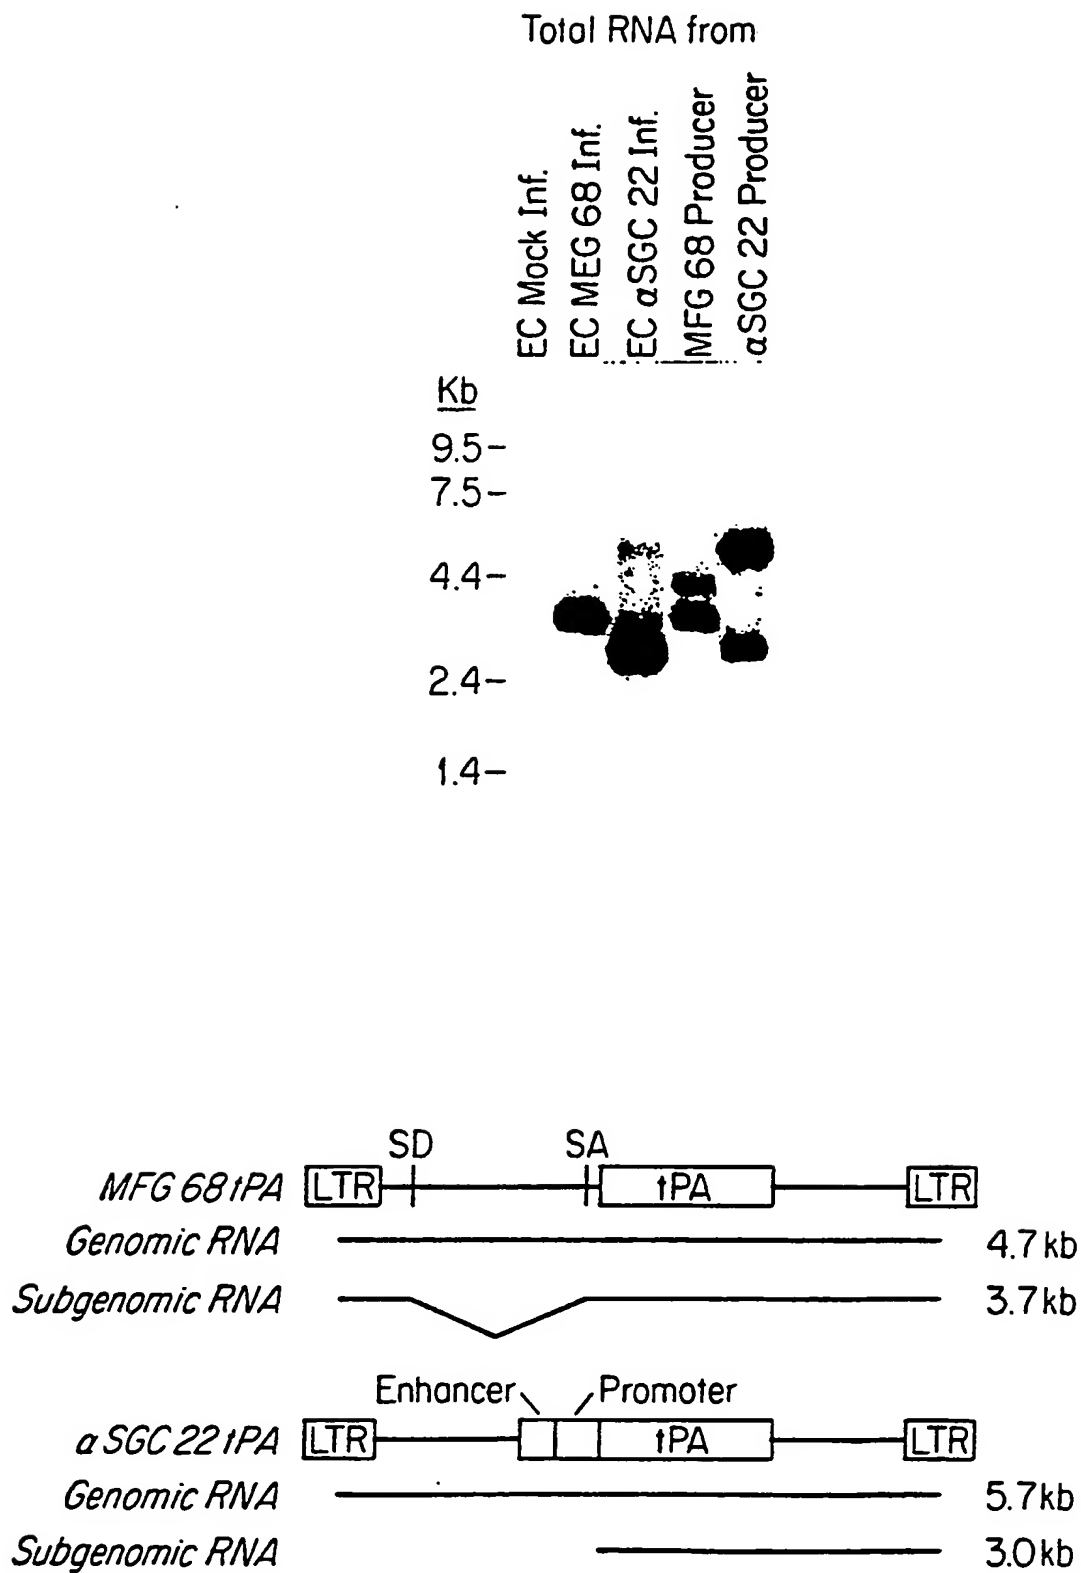 Total RNA from
EC Mock Inf.
EC MEG 68 Inf.
EC αSGC 22 Inf.
MFG 68 Producer
αSGC 22 Producer
Kb
9.5-
7.5-
4.4-
2.4-
1.4-
SD SA
MFG 68 tPA LTR tPA LTR
Genomic RNA 4.7 kb
Subgenomic RNA 3.7 kb
Enhancer Promoter
αSGC 22 tPA LTR tPA LTR
Genomic RNA 5.7 kb
Subgenomic RNA 3.0 kb